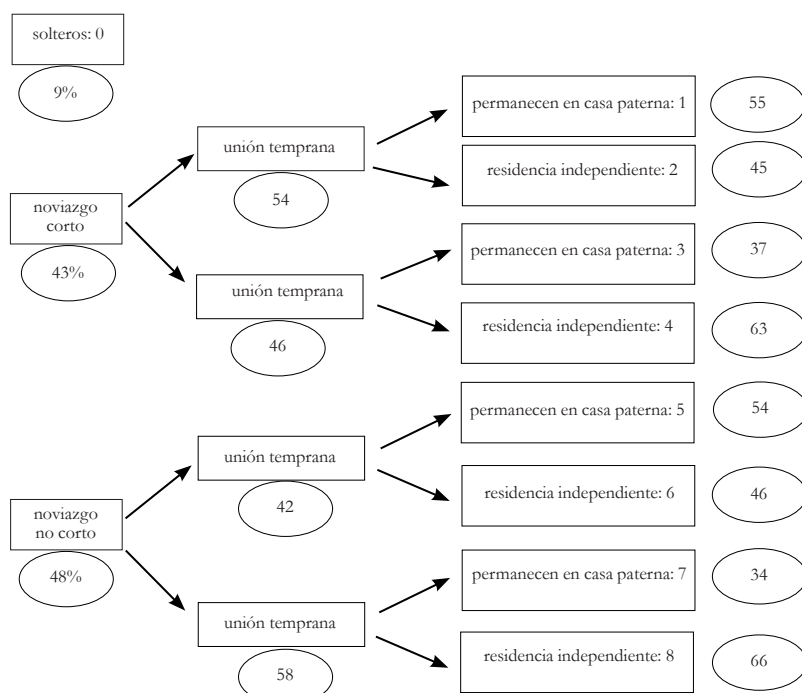 solteros: 0
9%
noviazgo
corto
43%
unión temprana
54
permanecen en casa paterna: 1
55
residencia independiente: 2
45
unión temprana
46
permanecen en casa paterna: 3
37
residencia independiente: 4
63
noviazgo
no corto
48%
unión temprana
42
permanecen en casa paterna: 5
54
residencia independiente: 6
46
unión temprana
58
permanecen en casa paterna: 7
34
residencia independiente: 8
66